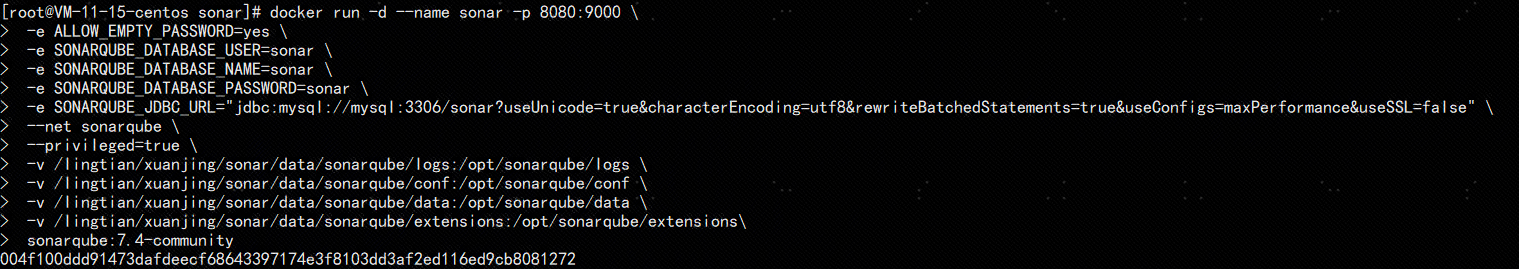 [root@VM-11-15-centos sonar]# docker run -d --name sonar -p 8080:9000 \
>  -e ALLOW_EMPTY_PASSWORD=yes \
>  -e SONARQUBE_DATABASE_USER=sonar \
>  -e SONARQUBE_DATABASE_NAME=sonar \
>  -e SONARQUBE_DATABASE_PASSWORD=sonar \
>  -e SONARQUBE_JDBC_URL="jdbc:mysql://mysql:3306/sonar?useUnicode=true&characterEncoding=utf8&rewriteBatchedStatements=true&useConfigs=maxPerformance&useSSL=false" \
>  --net sonarqube \
>  --privileged=true \
>  -v /lingtian/xuanjing/sonar/data/sonarqube/logs:/opt/sonarqube/logs \
>  -v /lingtian/xuanjing/sonar/data/sonarqube/conf:/opt/sonarqube/conf \
>  -v /lingtian/xuanjing/sonar/data/sonarqube/data:/opt/sonarqube/data \
>  -v /lingtian/xuanjing/sonar/data/sonarqube/extensions:/opt/sonarqube/extensions\
>  sonarqube:7.4-community
004f100ddd91473dafdeecf68643397174e3f8103dd3af2ed116ed9cb8081272